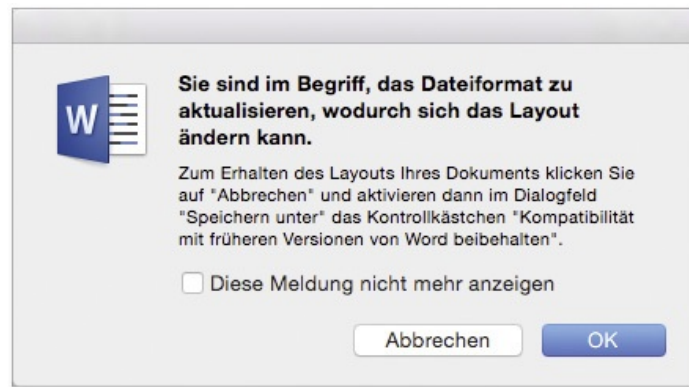 W
Sie sind im Begriff, das Dateiformat zu
aktualisieren, wodurch sich das Layout
ändern kann.
Zum Erhalten des Layouts Ihres Dokuments klicken Sie
auf "Abbrechen" und aktivieren dann im Dialogfeld
"Speichern unter" das Kontrollkästchen "Kompatibilität
mit früheren Versionen von Word beibehalten".
Diese Meldung nicht mehr anzeigen
Abbrechen
OK